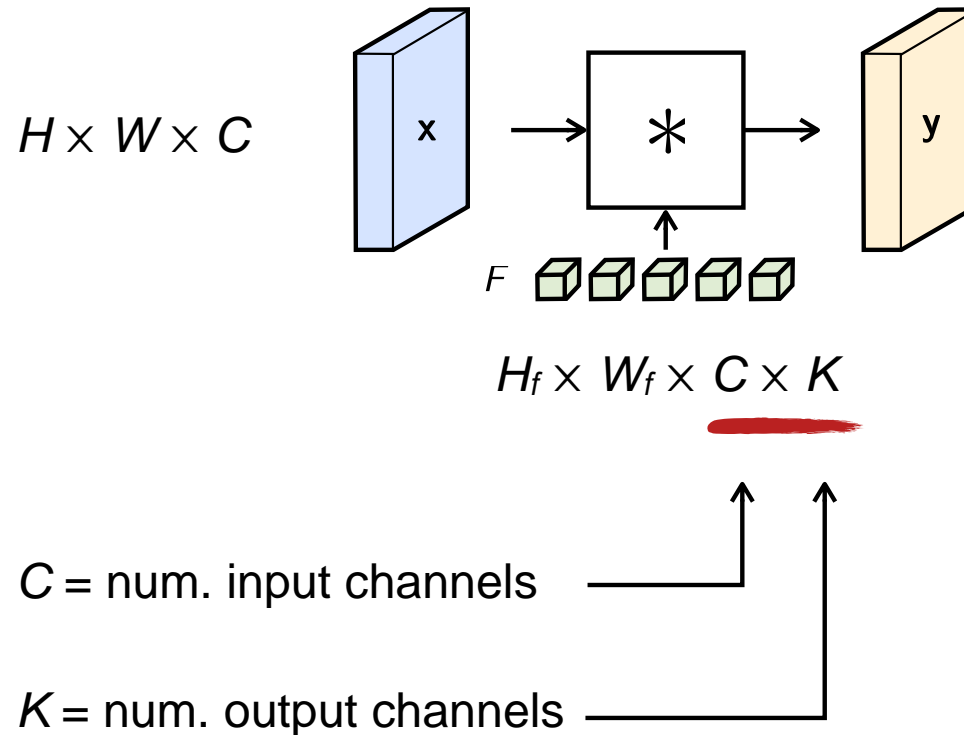 H × W × C
x
*
y
F
H_f × W_f × C × K
C = num. input channels
K = num. output channels